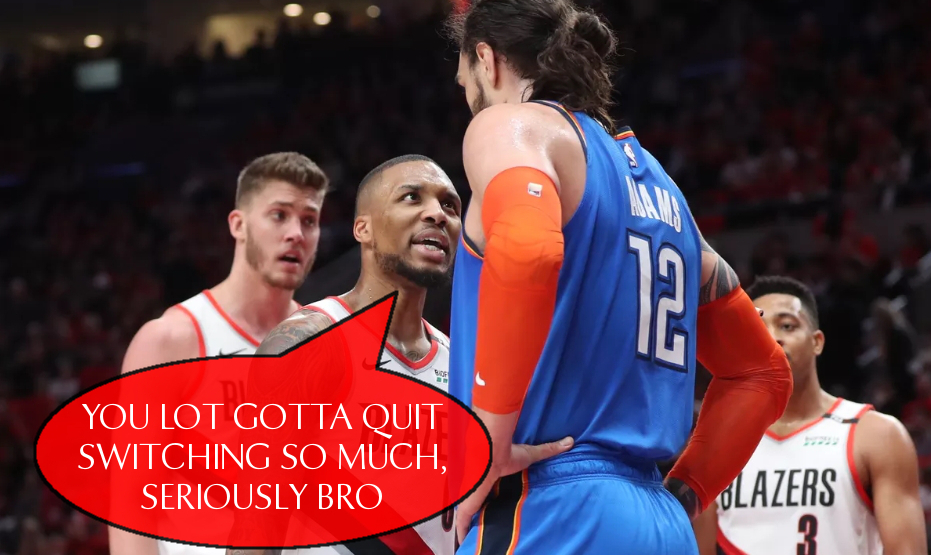 ADAMS
12
YOU LOT GOTTA QUIT
SWITCHING SO MUCH,
SERIOUSLY BRO
BLAZERS
3